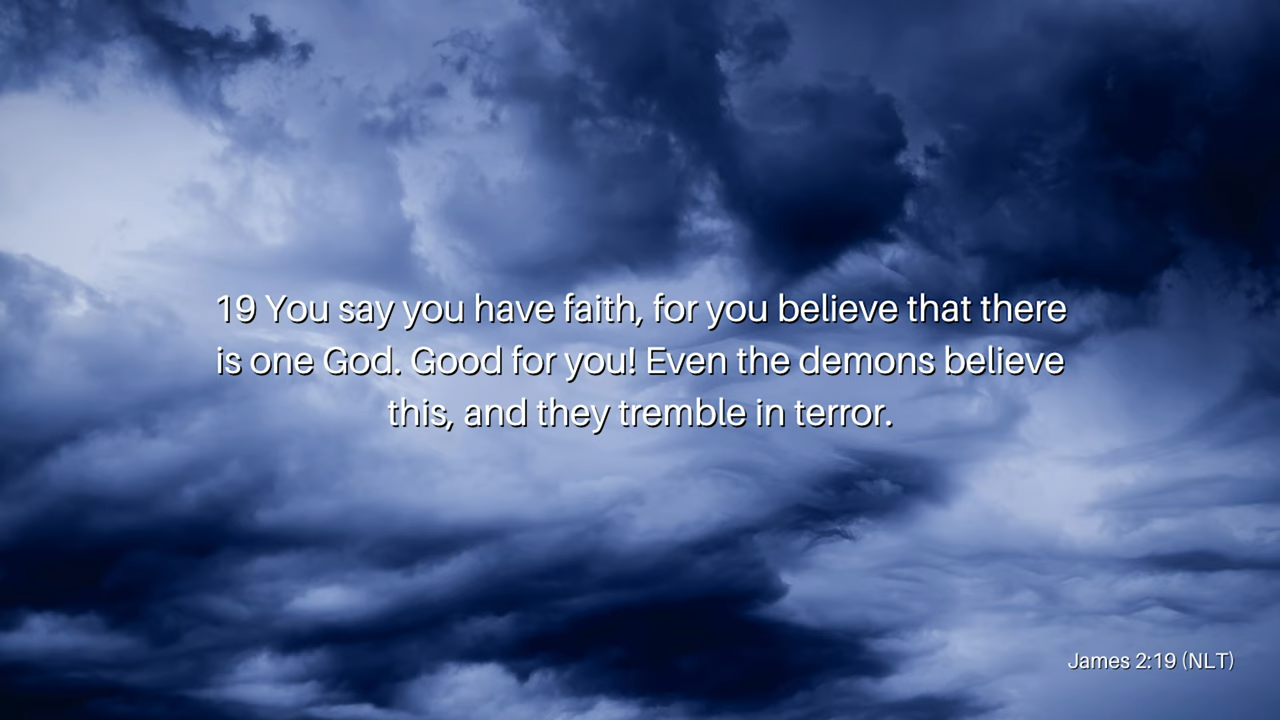 19 You say you have faith, for you believe that there
is one God. Good for you! Even the demons believe
this, and they tremble in terror.
James 2:19 (NLT)